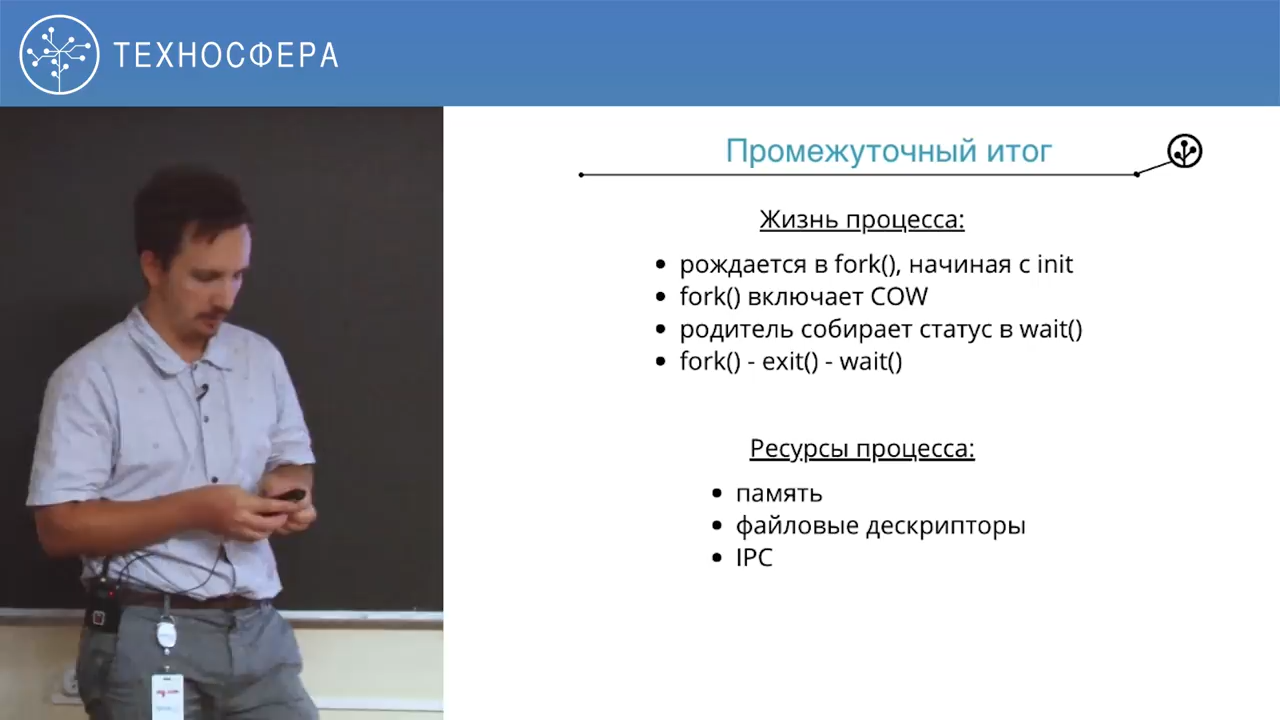 ТЕХНОСФЕРА
Промежуточный итог
Жизнь процесса:
• рождается в fork(), начиная с init
• fork() включает COW
• родитель собирает статус в wait()
• fork() - exit() - wait()
Ресурсы процесса:
• память
• файловые дескрипторы
• IPC